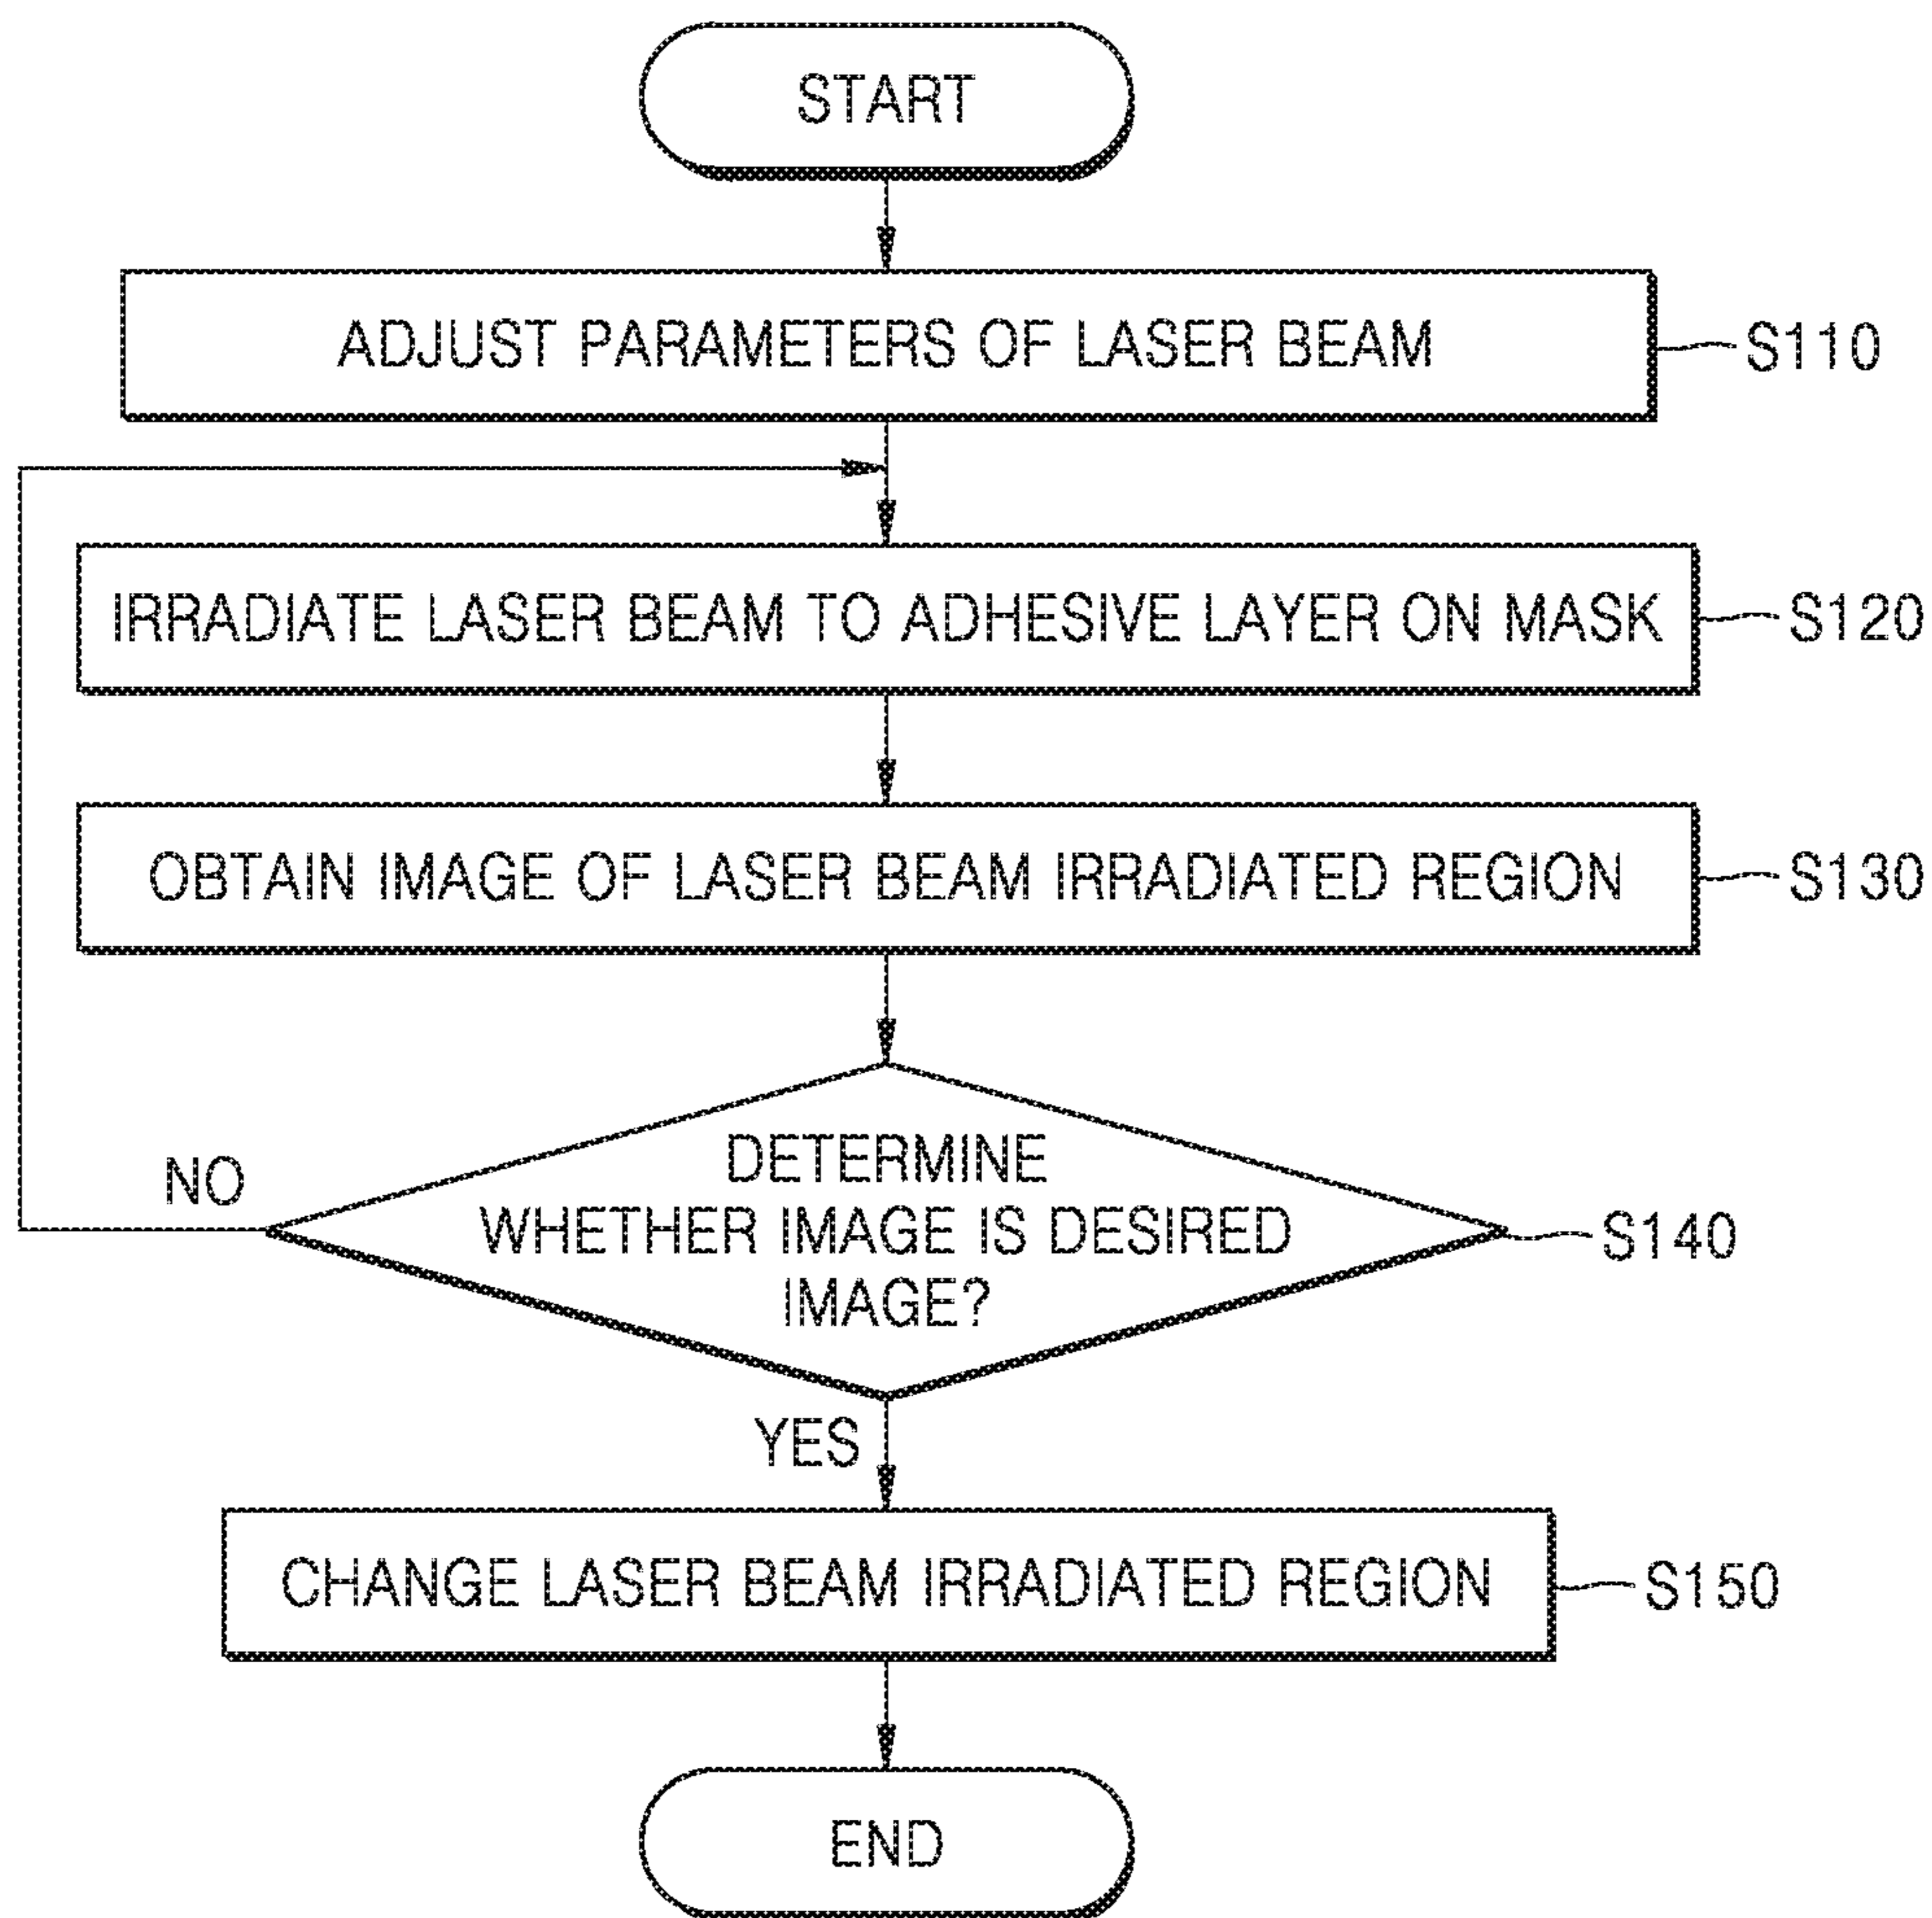 START
ADJUST PARAMETERS OF LASER BEAM
S110
IRRADIATE LASER BEAM TO ADHESIVE LAYER ON MASK
S120
OBTAIN IMAGE OF LASER BEAM IRRADIATED REGION
S130
DETERMINE
WHETHER IMAGE IS DESIRED
IMAGE?
S140
NO
YES
CHANGE LASER BEAM IRRADIATED REGION
S150
END